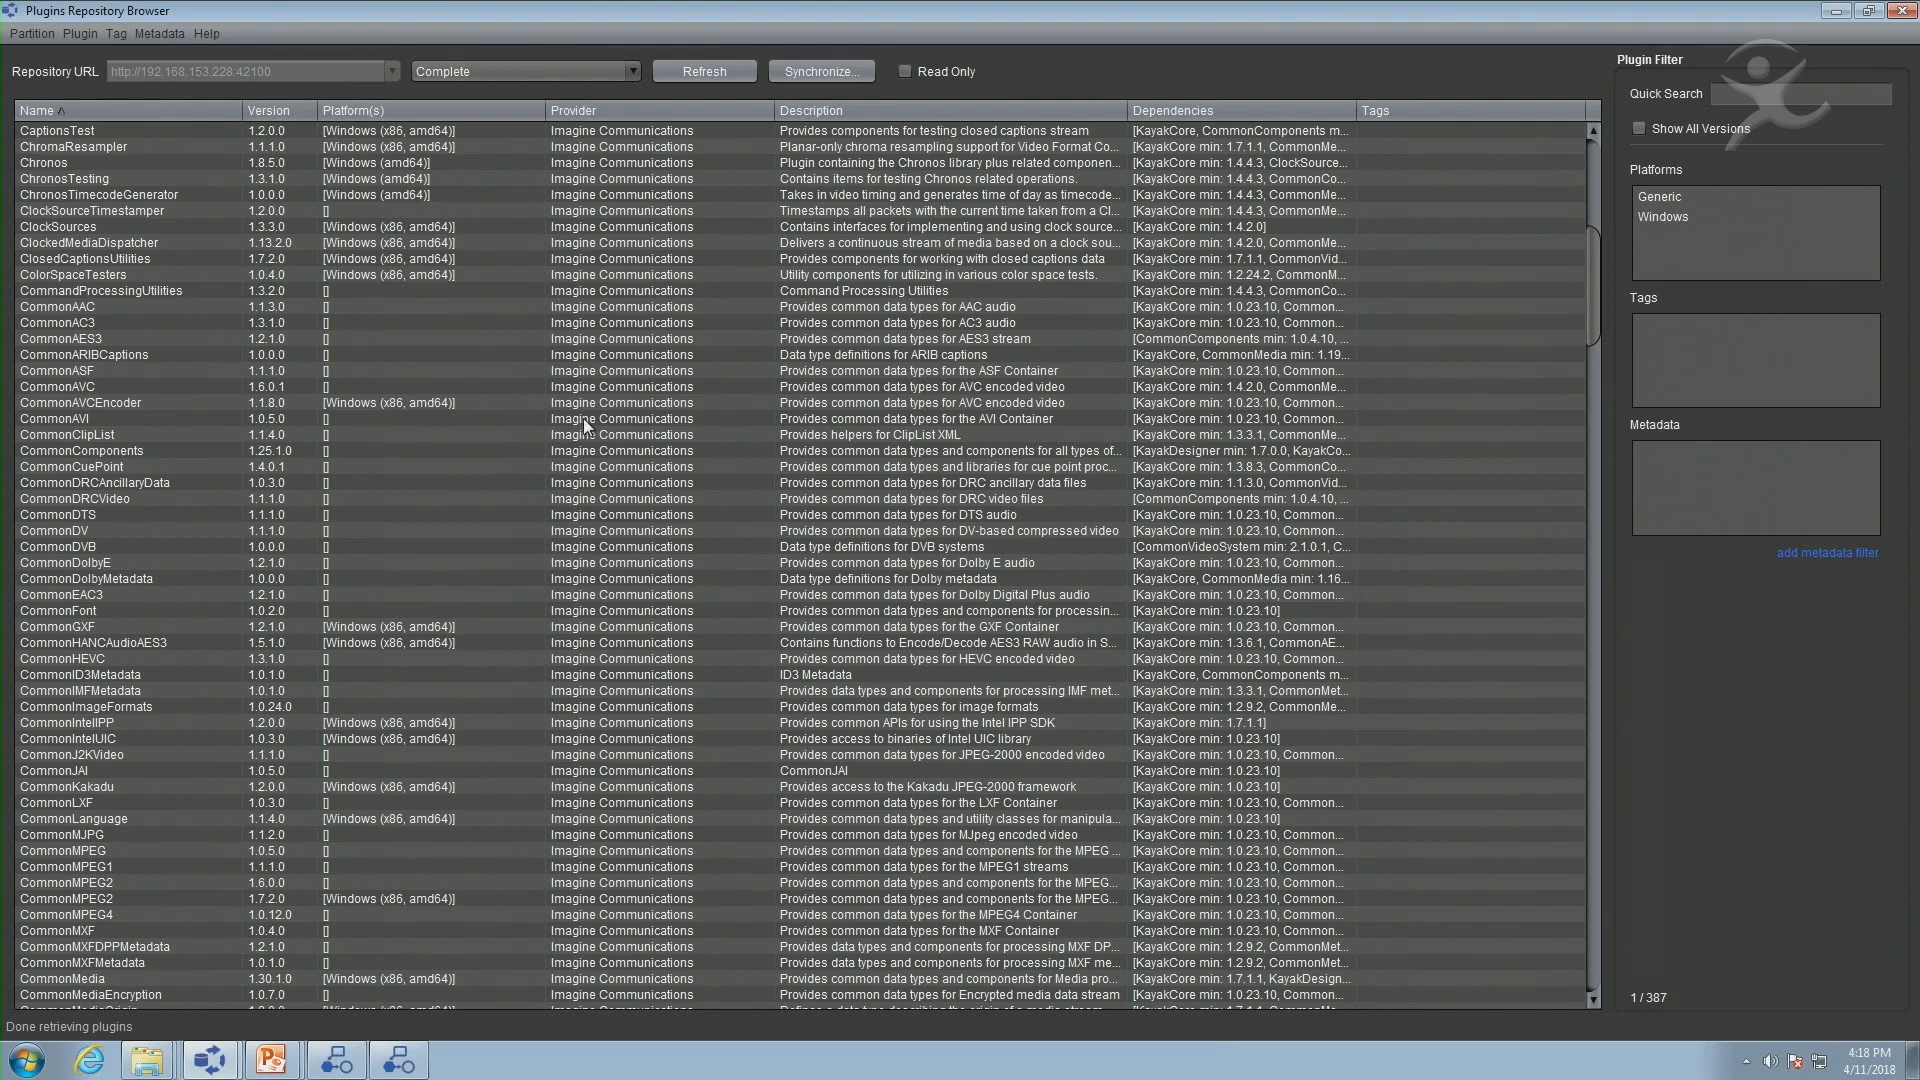 Plugins Repository Browser
Partition Plugin Tag Metadata Help
Repository URL http://192.168.153.228:42100 Complete Refresh Synchronize... Read Only
Name Version Platform(s) Provider Description Dependencies Tags
CaptionsTest 1.2.0.0 [Windows (x86, amd64)] Imagine Communications Provides components for testing closed captions stream [KayakCore, CommonComponents m...
ChromaResampler 1.1.1.0 [Windows (x86, amd64)] Imagine Communications Planar-only chroma resampling support for Video Format Co... [KayakCore min: 1.7.1.1, CommonMe...
Chronos 1.8.5.0 [Windows (amd64)] Imagine Communications Plugin containing the Chronos library plus related componen... [KayakCore min: 1.4.4.3, ClockSource...
ChronosTesting 1.3.1.0 [Windows (amd64)] Imagine Communications Contains items for testing Chronos related operations. [KayakCore min: 1.4.4.3, CommonCo...
ChronosTimecodeGenerator 1.0.0.0 [Windows (amd64)] Imagine Communications Takes in video timing and generates time of day as timecode... [KayakCore min: 1.4.4.3, CommonMe...
ClockSourceTimestamper 1.2.0.0 [] Imagine Communications Timestamps all packets with the current time taken from a Cl... [KayakCore min: 1.4.4.3, CommonMe...
ClockSources 1.3.3.0 [Windows (x86, amd64)] Imagine Communications Contains interfaces for implementing and using clock source... [KayakCore min: 1.4.2.0]
ClockedMediaDispatcher 1.13.2.0 [Windows (x86, amd64)] Imagine Communications Delivers a continuous stream of media based on a clock sou... [KayakCore min: 1.4.2.0, CommonMe...
ClosedCaptionsUtilities 1.7.2.0 [Windows (x86, amd64)] Imagine Communications Provides components for working with closed captions data [KayakCore min: 1.7.1.1, CommonVid...
ColorSpaceTesters 1.0.4.0 [Windows (x86, amd64)] Imagine Communications Utility components for utilizing in various color space tests. [KayakCore min: 1.2.24.2, CommonM...
CommandProcessingUtilities 1.3.2.0 [] Imagine Communications Command Processing Utilities [KayakCore min: 1.4.4.3, CommonCo...
CommonAAC 1.1.3.0 [] Imagine Communications Provides common data types for AAC audio [KayakCore min: 1.0.23.10, Common...
CommonAC3 1.3.1.0 [] Imagine Communications Provides common data types for AC3 audio [KayakCore min: 1.0.23.10, Common...
CommonAES3 1.2.1.0 [] Imagine Communications Provides common data types for AES3 stream [CommonComponents min: 1.0.4.10, ...
CommonARIBCaptions 1.0.0.0 [] Imagine Communications Data type definitions for ARIB captions [KayakCore, CommonMedia min: 1.19...
CommonASF 1.1.1.0 [] Imagine Communications Provides common data types for the ASF Container [KayakCore min: 1.0.23.10, Common...
CommonAVC 1.6.0.1 [] Imagine Communications Provides common data types for AVC encoded video [KayakCore min: 1.4.2.0, CommonMe...
CommonAVCEncoder 1.1.8.0 [Windows (x86, amd64)] Imagine Communications Provides common data types for AVC encoded video [KayakCore min: 1.0.23.10, Common...
CommonAVI 1.0.5.0 [] Imagine Communications Provides common data types for the AVI Container [KayakCore min: 1.0.23.10, Common...
CommonClipList 1.1.4.0 [] Imagine Communications Provides helpers for ClipList XML [KayakCore min: 1.3.3.1, CommonMe...
CommonComponents 1.25.1.0 [] Imagine Communications Provides common data types and components for all types of... [KayakDesigner min: 1.7.0.0, KayakCo...
CommonCuePoint 1.4.0.1 [] Imagine Communications Provides common data types and libraries for cue point proc... [KayakCore min: 1.3.8.3, CommonCo...
CommonDRCAncillaryData 1.0.3.0 [] Imagine Communications Provides common data types for DRC ancillary data files [KayakCore min: 1.1.3.0, CommonVid...
CommonDRCVideo 1.1.1.0 [] Imagine Communications Provides common data types for DRC video files [CommonComponents min: 1.0.4.10, ...
CommonDTS 1.1.1.0 [] Imagine Communications Provides common data types for DTS audio [KayakCore min: 1.0.23.10, Common...
CommonDV 1.1.1.0 [] Imagine Communications Provides common data types for DV-based compressed video [KayakCore min: 1.0.23.10, Common...
CommonDVB 1.0.0.0 [] Imagine Communications Data type definitions for DVB systems [CommonVideoSystem min: 2.1.0.1, C...
CommonDolbyE 1.2.1.0 [] Imagine Communications Provides common data types for Dolby E audio [KayakCore min: 1.0.23.10, Common...
CommonDolbyMetadata 1.0.0.0 [] Imagine Communications Data type definitions for Dolby metadata [KayakCore, CommonMedia min: 1.16...
CommonEAC3 1.2.1.0 [] Imagine Communications Provides common data types for Dolby Digital Plus audio [KayakCore min: 1.0.23.10, Common...
CommonFont 1.0.2.0 [] Imagine Communications Provides common data types and components for processin... [KayakCore min: 1.0.23.10]
CommonGXF 1.2.1.0 [Windows (x86, amd64)] Imagine Communications Provides common data types for the GXF Container [KayakCore min: 1.0.23.10, Common...
CommonHANCAudioAES3 1.5.1.0 [Windows (x86, amd64)] Imagine Communications Contains functions to Encode/Decode AES3 RAW audio in S... [KayakCore min: 1.3.6.1, CommonAE...
CommonHEVC 1.3.1.0 [] Imagine Communications Provides common data types for HEVC encoded video [KayakCore min: 1.0.23.10, Common...
CommonID3Metadata 1.0.1.0 [] Imagine Communications ID3 Metadata [KayakCore, CommonComponents m...
CommonIMFMetadata 1.0.1.0 [] Imagine Communications Provides data types and components for processing IMF met... [KayakCore min: 1.3.3.1, CommonMet...
CommonImageFormats 1.0.24.0 [] Imagine Communications Provides common data types for image formats [KayakCore min: 1.2.9.2, CommonMe...
CommonIntelIPP 1.2.0.0 [Windows (x86, amd64)] Imagine Communications Provides common APIs for using the Intel IPP SDK [KayakCore min: 1.7.1.1]
CommonIntelUIC 1.0.3.0 [Windows (x86, amd64)] Imagine Communications Provides access to binaries of Intel UIC library [KayakCore min: 1.0.23.10]
CommonJ2KVideo 1.1.1.0 [] Imagine Communications Provides common data types for JPEG-2000 encoded video [KayakCore min: 1.0.23.10, Common...
CommonJAI 1.0.5.0 [] Imagine Communications CommonJAI [KayakCore min: 1.0.23.10]
CommonKakadu 1.2.0.0 [Windows (x86, amd64)] Imagine Communications Provides access to the Kakadu JPEG-2000 framework [KayakCore min: 1.0.23.10]
CommonLXF 1.0.3.0 [] Imagine Communications Provides common data types for the LXF Container [KayakCore min: 1.0.23.10, Common...
CommonLanguage 1.1.4.0 [Windows (x86, amd64)] Imagine Communications Provides common data types and utility classes for manipula... [KayakCore min: 1.0.23.10]
CommonMJPG 1.1.2.0 [] Imagine Communications Provides common data types for MJpeg encoded video [KayakCore min: 1.0.23.10, Common...
CommonMPEG 1.0.5.0 [] Imagine Communications Provides common data types and components for the MPEG ... [KayakCore min: 1.0.23.10, Common...
CommonMPEG1 1.1.1.0 [] Imagine Communications Provides common data types for the MPEG1 streams [KayakCore min: 1.0.23.10, Common...
CommonMPEG2 1.6.0.0 [] Imagine Communications Provides common data types and components for the MPEG... [KayakCore min: 1.0.23.10, Common...
CommonMPEG2 1.7.2.0 [Windows (x86, amd64)] Imagine Communications Provides common data types and components for the MPEG... [KayakCore min: 1.0.23.10, Common...
CommonMPEG4 1.0.12.0 [] Imagine Communications Provides common data types for the MPEG4 Container [KayakCore min: 1.0.23.10, Common...
CommonMXF 1.0.4.0 [] Imagine Communications Provides common data types for the MXF Container [KayakCore min: 1.0.23.10, Common...
CommonMXFDPPMetadata 1.2.1.0 [] Imagine Communications Provides data types and components for processing MXF DP... [KayakCore min: 1.2.9.2, CommonMet...
CommonMXFMetadata 1.0.1.0 [] Imagine Communications Provides data types and components for processing MXF me... [KayakCore min: 1.2.9.2, CommonMet...
CommonMedia 1.30.1.0 [Windows (x86, amd64)] Imagine Communications Provides common data types and components for Media pro... [KayakCore min: 1.7.1.1, KayakDesign...
CommonMediaEncryption 1.0.7.0 [] Imagine Communications Provides common data types for Encrypted media data stream [KayakCore min: 1.0.23.10, Common...
Plugin Filter
Quick Search
Show All Versions
Platforms
Generic
Windows
Tags
Metadata
add metadata filter
1 / 387
Done retrieving plugins
4:18 PM
4/11/2018